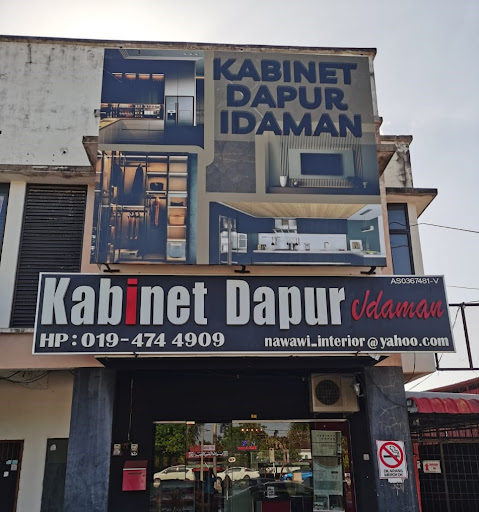 KABINET
DAPUR
IDAMAN
AS0367481-V
Kabinet Dapur Idaman
HP : 019-474 4909
nawawi_interior@yahoo.com